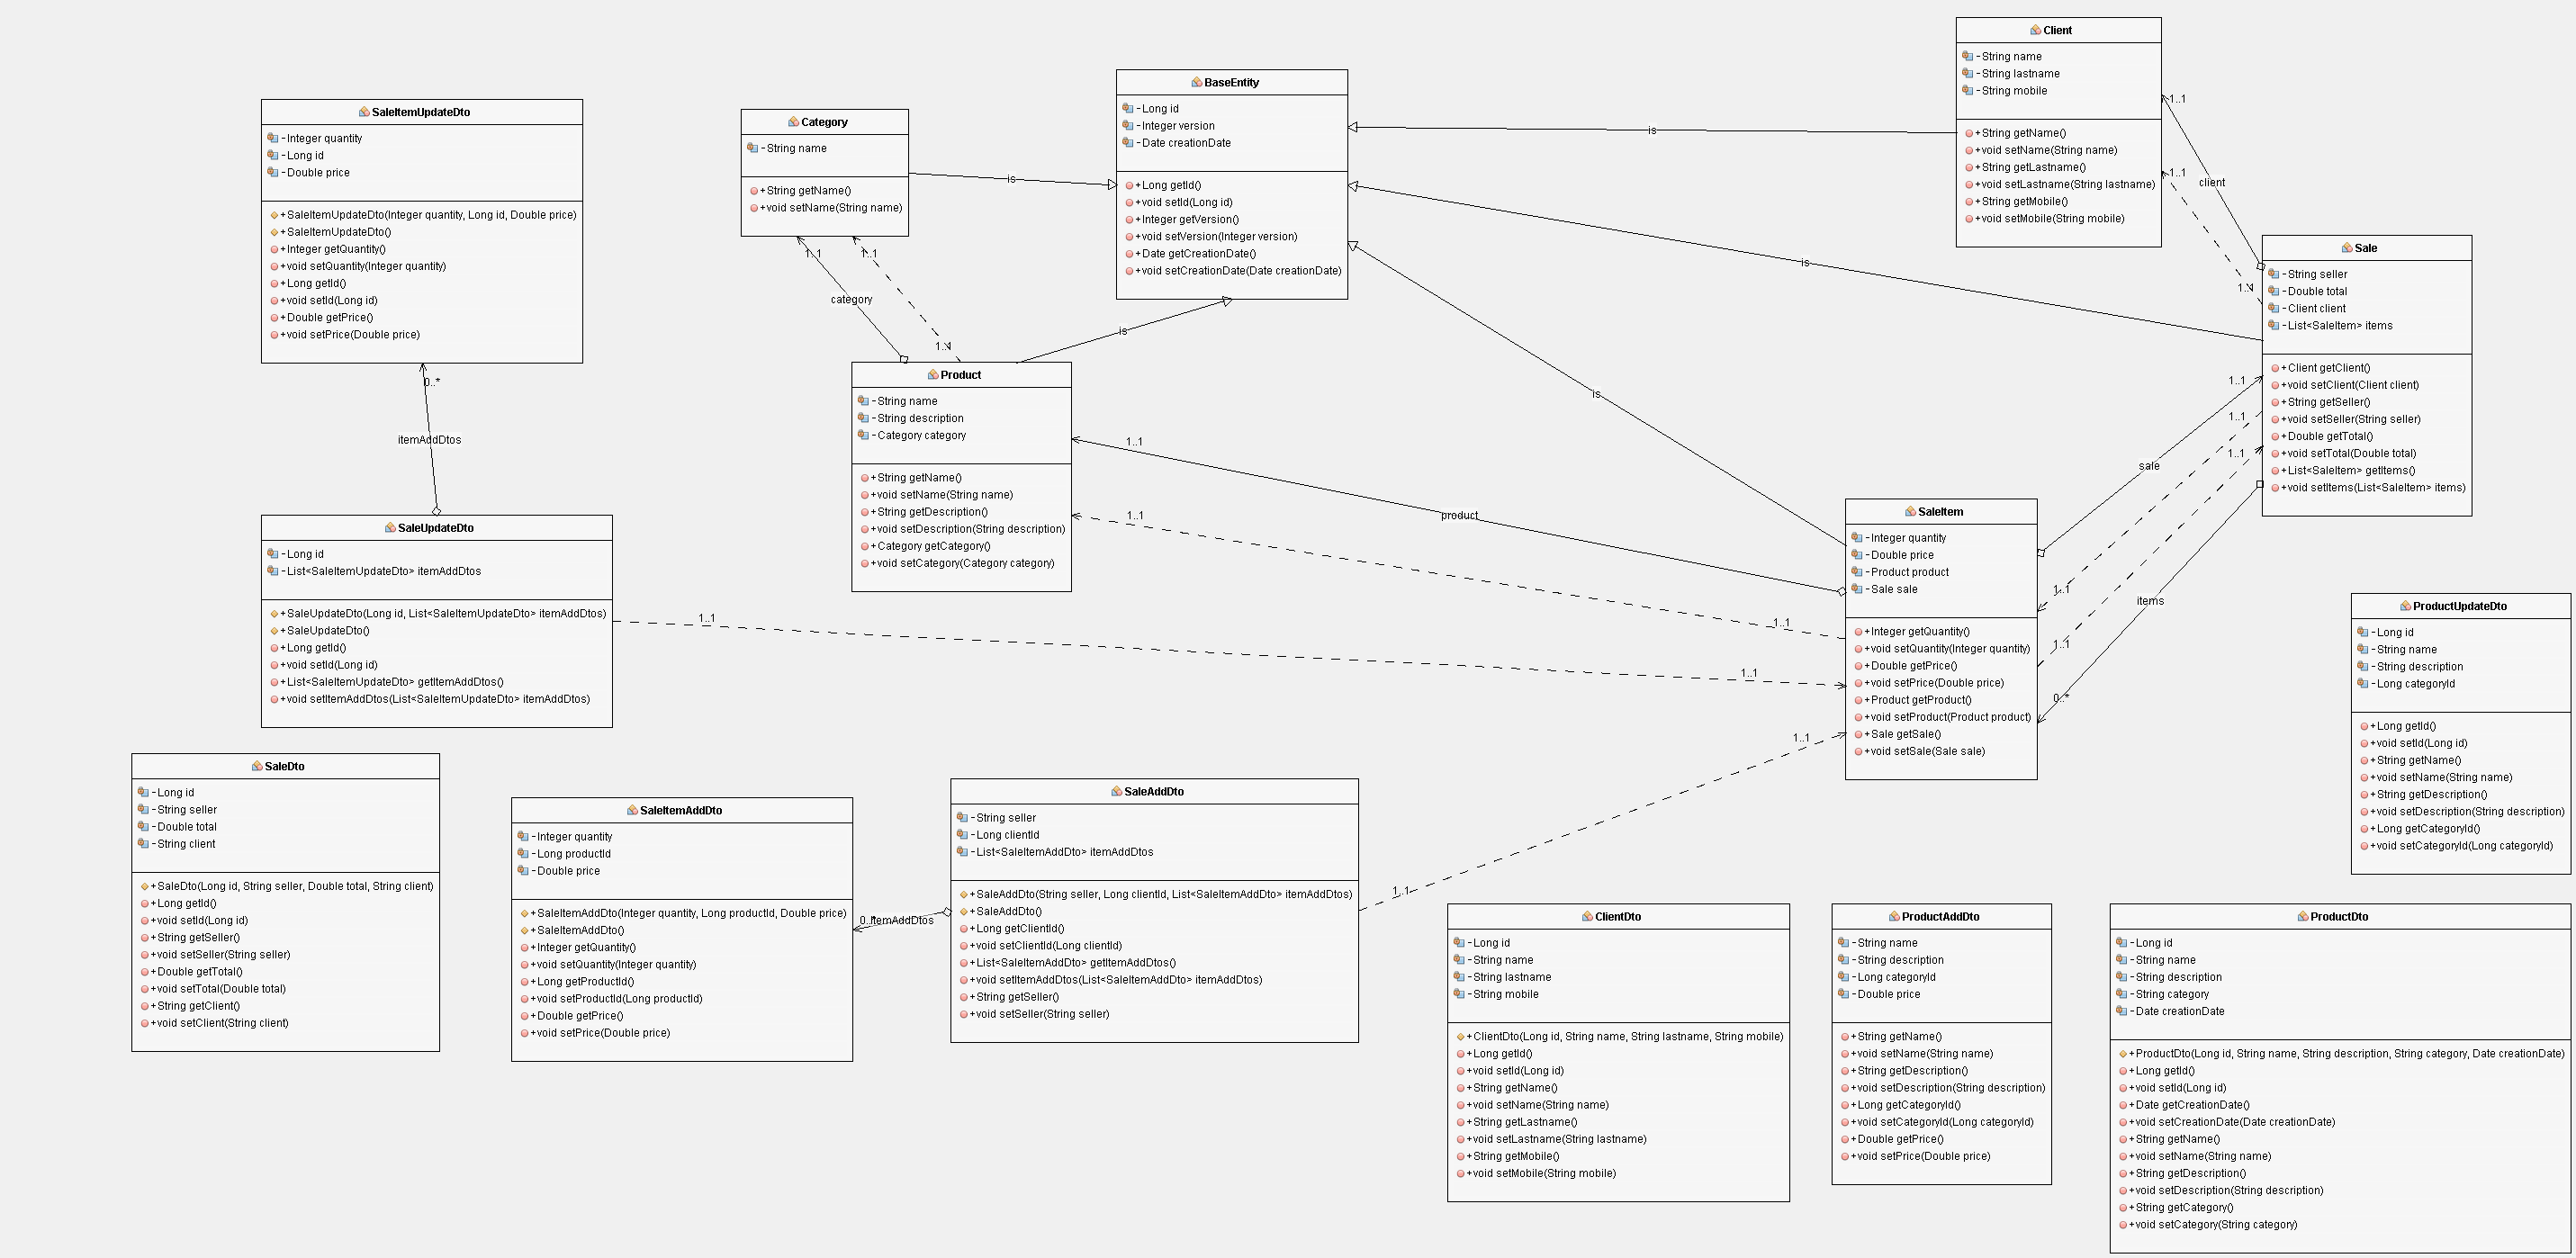 Client
- String name
- String lastname
- String mobile
+ String getName()
+ void setName(String name)
+ String getLastname()
+ void setLastname(String lastname)
+ String getMobile()
+ void setMobile(String mobile)
BaseEntity
- Long id
- Integer version
- Date creationDate
+ Long getId()
+ void setId(Long id)
+ Integer getVersion()
+ void setVersion(Integer version)
+ Date getCreationDate()
+ void setCreationDate(Date creationDate)
SaleItemUpdateDto
- Integer quantity
- Long id
- Double price
+ SaleItemUpdateDto(Integer quantity, Long id, Double price)
+ SaleItemUpdateDto()
+ Integer getQuantity()
+ void setQuantity(Integer quantity)
+ Long getId()
+ void setId(Long id)
+ Double getPrice()
+ void setPrice(Double price)
Category
- String name
+ String getName()
+ void setName(String name)
is
is
is
is
is
1..1
1..1
client
1..1
1..1
1..1
category
1..1
Sale
- String seller
- Double total
- Client client
- List<SaleItem> items
+ Client getClient()
+ void setClient(Client client)
+ String getSeller()
+ void setSeller(String seller)
+ Double getTotal()
+ void setTotal(Double total)
+ List<SaleItem> getItems()
+ void setItems(List<SaleItem> items)
Product
- String name
- String description
- Category category
+ String getName()
+ void setName(String name)
+ String getDescription()
+ void setDescription(String description)
+ Category getCategory()
+ void setCategory(Category category)
0..*
itemAddDtos
1..1
1..1
1..1
sale
1..1
1..1
product
1..1
1..1
1..1
items
0..*
SaleItem
- Integer quantity
- Double price
- Product product
- Sale sale
+ Integer getQuantity()
+ void setQuantity(Integer quantity)
+ Double getPrice()
+ void setPrice(Double price)
+ Product getProduct()
+ void setProduct(Product product)
+ Sale getSale()
+ void setSale(Sale sale)
SaleUpdateDto
- Long id
- List<SaleItemUpdateDto> itemAddDtos
+ SaleUpdateDto(Long id, List<SaleItemUpdateDto> itemAddDtos)
+ SaleUpdateDto()
+ Long getId()
+ void setId(Long id)
+ List<SaleItemUpdateDto> getItemAddDtos()
+ void setItemAddDtos(List<SaleItemUpdateDto> itemAddDtos)
1..1
1..1
ProductUpdateDto
- Long id
- String name
- String description
- Long categoryId
+ Long getId()
+ void setId(Long id)
+ String getName()
+ void setName(String name)
+ String getDescription()
+ void setDescription(String description)
+ Long getCategoryId()
+ void setCategoryId(Long categoryId)
SaleDto
- Long id
- String seller
- Double total
- String client
+ SaleDto(Long id, String seller, Double total, String client)
+ Long getId()
+ void setId(Long id)
+ String getSeller()
+ void setSeller(String seller)
+ Double getTotal()
+ void setTotal(Double total)
+ String getClient()
+ void setClient(String client)
SaleItemAddDto
- Integer quantity
- Long productId
- Double price
+ SaleItemAddDto(Integer quantity, Long productId, Double price)
+ SaleItemAddDto()
+ Integer getQuantity()
+ void setQuantity(Integer quantity)
+ Long getProductId()
+ void setProductId(Long productId)
+ Double getPrice()
+ void setPrice(Double price)
0..*
itemAddDtos
SaleAddDto
- String seller
- Long clientId
- List<SaleItemAddDto> itemAddDtos
+ SaleAddDto(String seller, Long clientId, List<SaleItemAddDto> itemAddDtos)
+ SaleAddDto()
+ Long getClientId()
+ void setClientId(Long clientId)
+ List<SaleItemAddDto> getItemAddDtos()
+ void setItemAddDtos(List<SaleItemAddDto> itemAddDtos)
+ String getSeller()
+ void setSeller(String seller)
1..1
1..1
ClientDto
- Long id
- String name
- String lastname
- String mobile
+ ClientDto(Long id, String name, String lastname, String mobile)
+ Long getId()
+ void setId(Long id)
+ String getName()
+ void setName(String name)
+ String getLastname()
+ void setLastname(String lastname)
+ String getMobile()
+ void setMobile(String mobile)
ProductAddDto
- String name
- String description
- Long categoryId
- Double price
+ String getName()
+ void setName(String name)
+ String getDescription()
+ void setDescription(String description)
+ Long getCategoryId()
+ void setCategoryId(Long categoryId)
+ Double getPrice()
+ void setPrice(Double price)
ProductDto
- Long id
- String name
- String description
- String category
- Date creationDate
+ ProductDto(Long id, String name, String description, String category, Date creationDate)
+ Long getId()
+ void setId(Long id)
+ Date getCreationDate()
+ void setCreationDate(Date creationDate)
+ String getName()
+ void setName(String name)
+ String getDescription()
+ void setDescription(String description)
+ String getCategory()
+ void setCategory(String category)